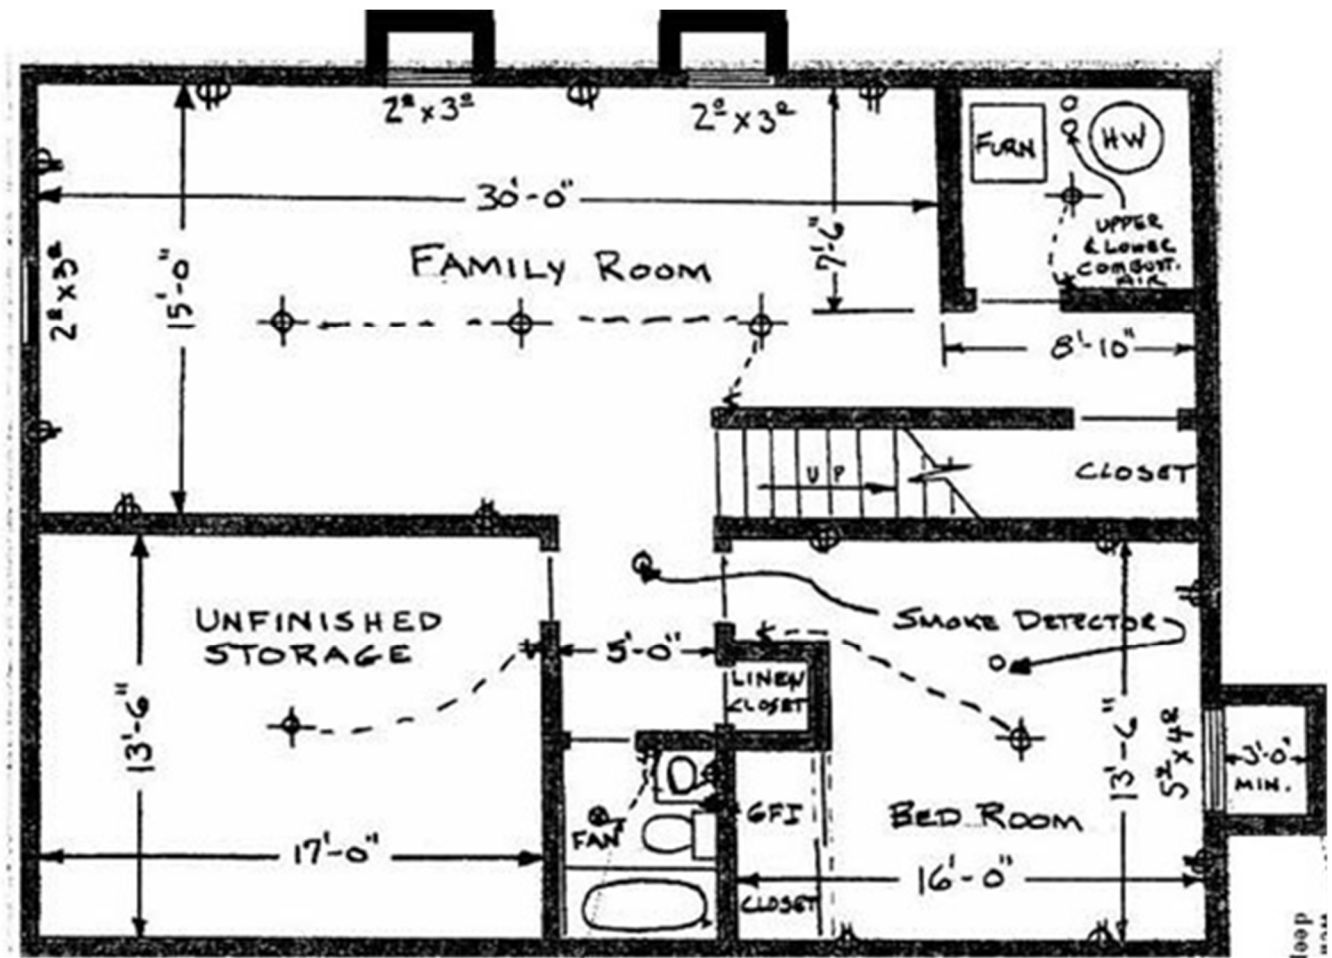 2⁰ x 3⁰
2⁰ x 3⁰
FURN
HW
30'-0"
UPPER
& LOWER
COMBUST.
AIR
7'-6"
FAMILY ROOM
2⁰ x 3⁰
15'-0"
8'-10"
UP
CLOSET
UNFINISHED
STORAGE
SMOKE DETECTOR
5'-0"
LINEN
CLOSET
13'-6"
13'-6"
5⁰ x 4⁰
3'-0"
MIN.
GFI
BED ROOM
FAN
17'-0"
16'-0"
CLOSET
loop